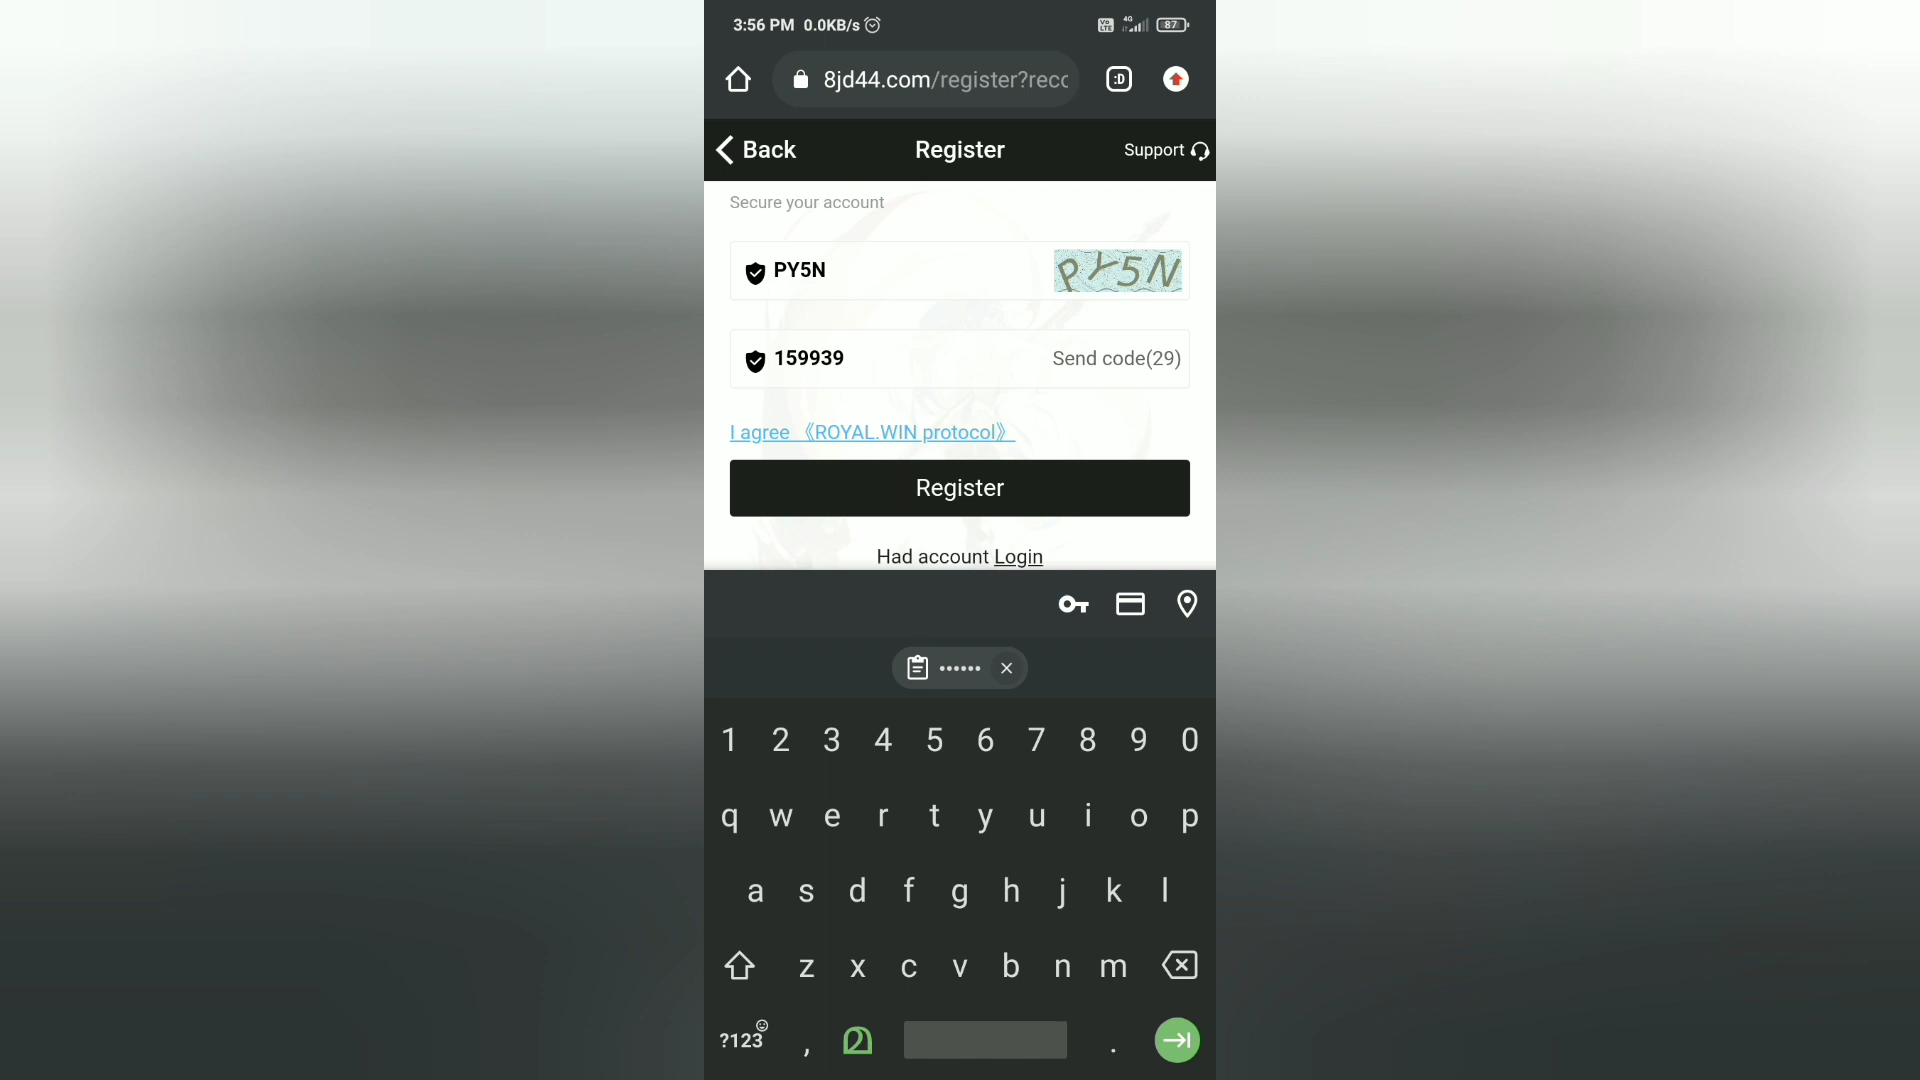 3:56 PM 0.0KB/s 4G 87
8jd44.com/register?rec
:D
Back Register Support
Secure your account
PY5N PY5N
159939 Send code(29)
I agree 《ROYAL.WIN protocol》
Register
Had account Login
••••••
1 2 3 4 5 6 7 8 9 0
q w e r t y u i o p
a s d f g h j k l
z x c v b n m
?123 , .